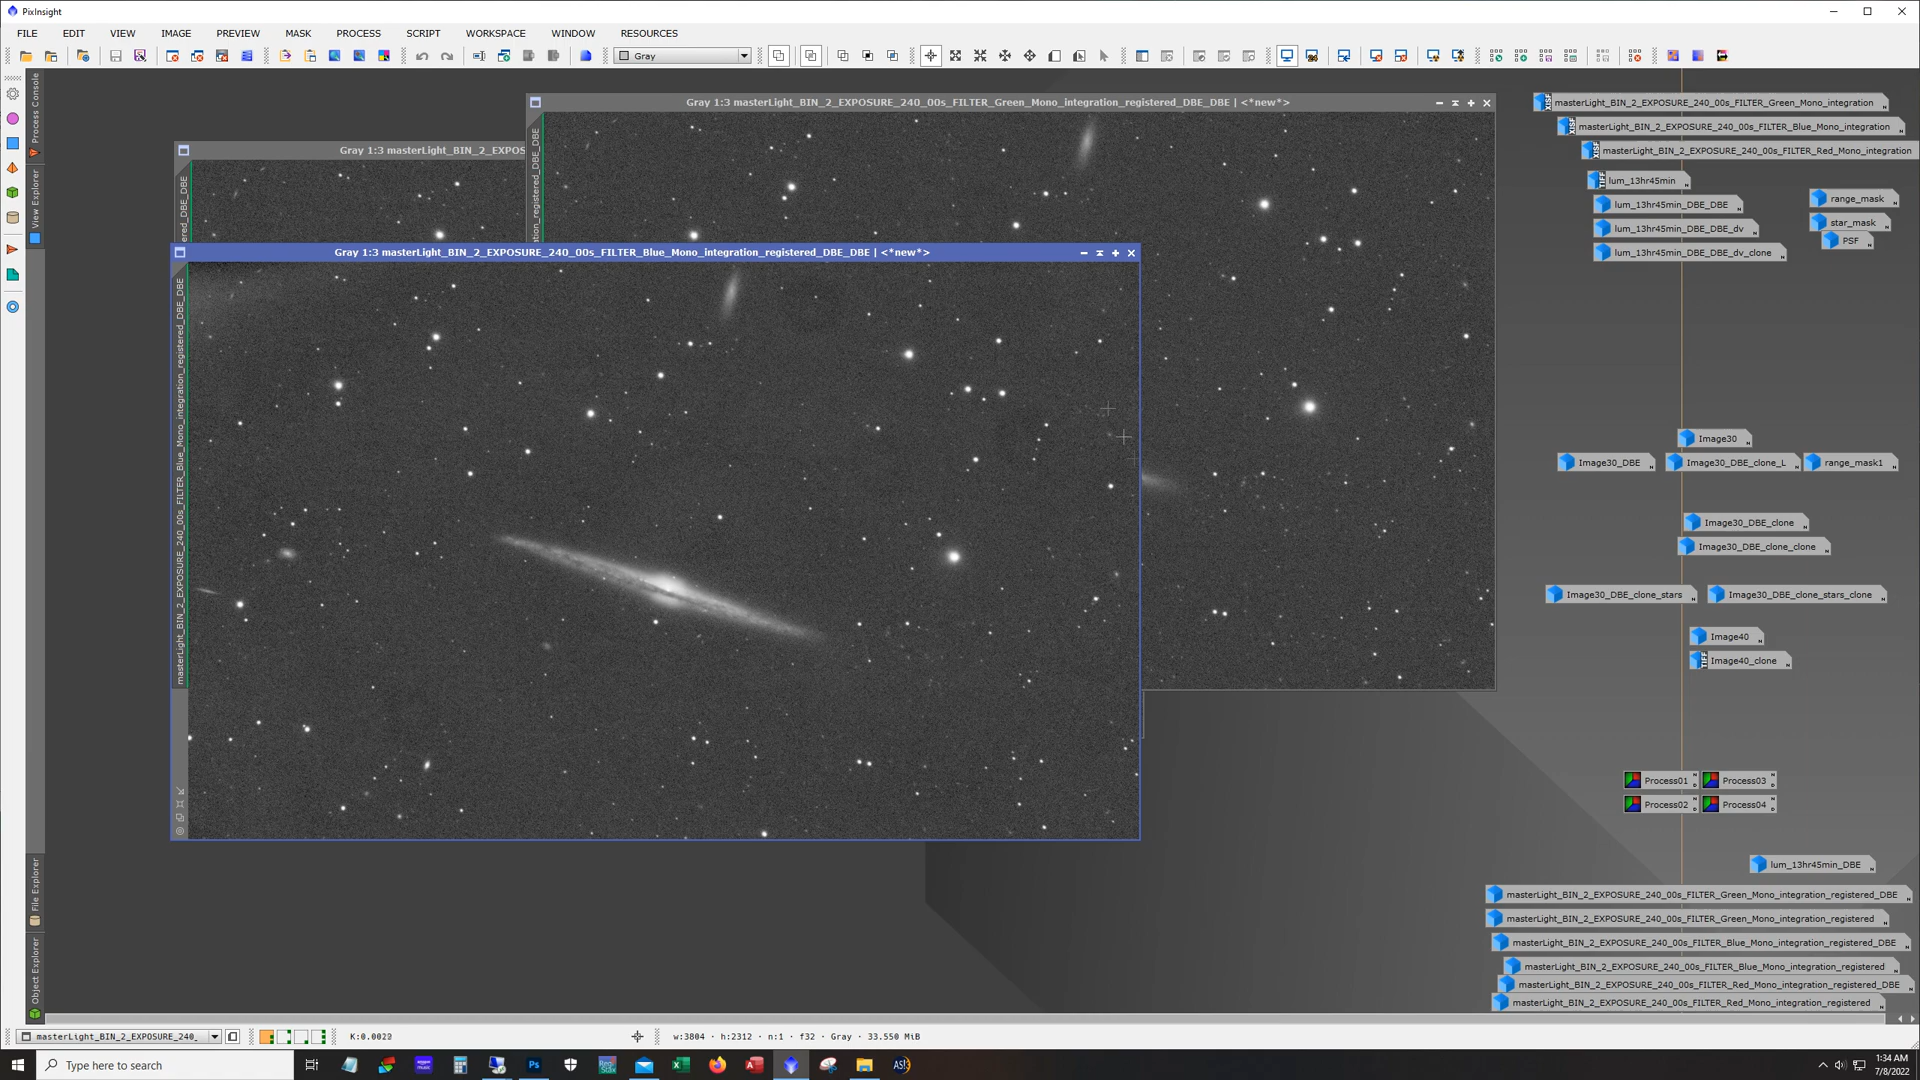 PixInsight
FILE EDIT VIEW IMAGE PREVIEW MASK PROCESS SCRIPT WORKSPACE WINDOW RESOURCES
Gray
Process Console
View Explorer
File Explorer
Object Explorer
Gray 1:3 masterLight_BIN_2_EXPOSURE_240_00s_FILTER_Green_Mono_integration_registered_DBE_DBE | <*new*>
Gray 1:3 masterLight_BIN_2_EXPOS
Gray 1:3 masterLight_BIN_2_EXPOSURE_240_00s_FILTER_Blue_Mono_integration_registered_DBE_DBE | <*new*>
masterLight_BIN_2_EXPOSURE_240_00s_FILTER_Blue_Mono_integration_registered_DBE_DBE
masterLight_BIN_2_EXPOSURE_240_00s_FILTER_Green_Mono_integration
masterLight_BIN_2_EXPOSURE_240_00s_FILTER_Blue_Mono_integration
masterLight_BIN_2_EXPOSURE_240_00s_FILTER_Red_Mono_integration
lum_13hr45min
lum_13hr45min_DBE_DBE
range_mask
star_mask
lum_13hr45min_DBE_DBE_dv
PSF
lum_13hr45min_DBE_DBE_dv_clone
Image30
Image30_DBE
Image30_DBE_clone_L
range_mask1
Image30_DBE_clone
Image30_DBE_clone_clone
Image30_DBE_clone_stars
Image30_DBE_clone_stars_clone
Image40
Image40_clone
Process01
Process03
Process02
Process04
lum_13hr45min_DBE
masterLight_BIN_2_EXPOSURE_240_00s_FILTER_Green_Mono_integration_registered_DBE
masterLight_BIN_2_EXPOSURE_240_00s_FILTER_Green_Mono_integration_registered
masterLight_BIN_2_EXPOSURE_240_00s_FILTER_Blue_Mono_integration_registered_DBE
masterLight_BIN_2_EXPOSURE_240_00s_FILTER_Blue_Mono_integration_registered
masterLight_BIN_2_EXPOSURE_240_00s_FILTER_Red_Mono_integration_registered_DBE
masterLight_BIN_2_EXPOSURE_240_00s_FILTER_Red_Mono_integration_registered
masterLight_BIN_2_EXPOSURE_240_
K:0.0022
w:3804 · h:2312 · n:1 · f32 · Gray · 33.550 MiB
Type here to search
Ps
1:34 AM
7/8/2022